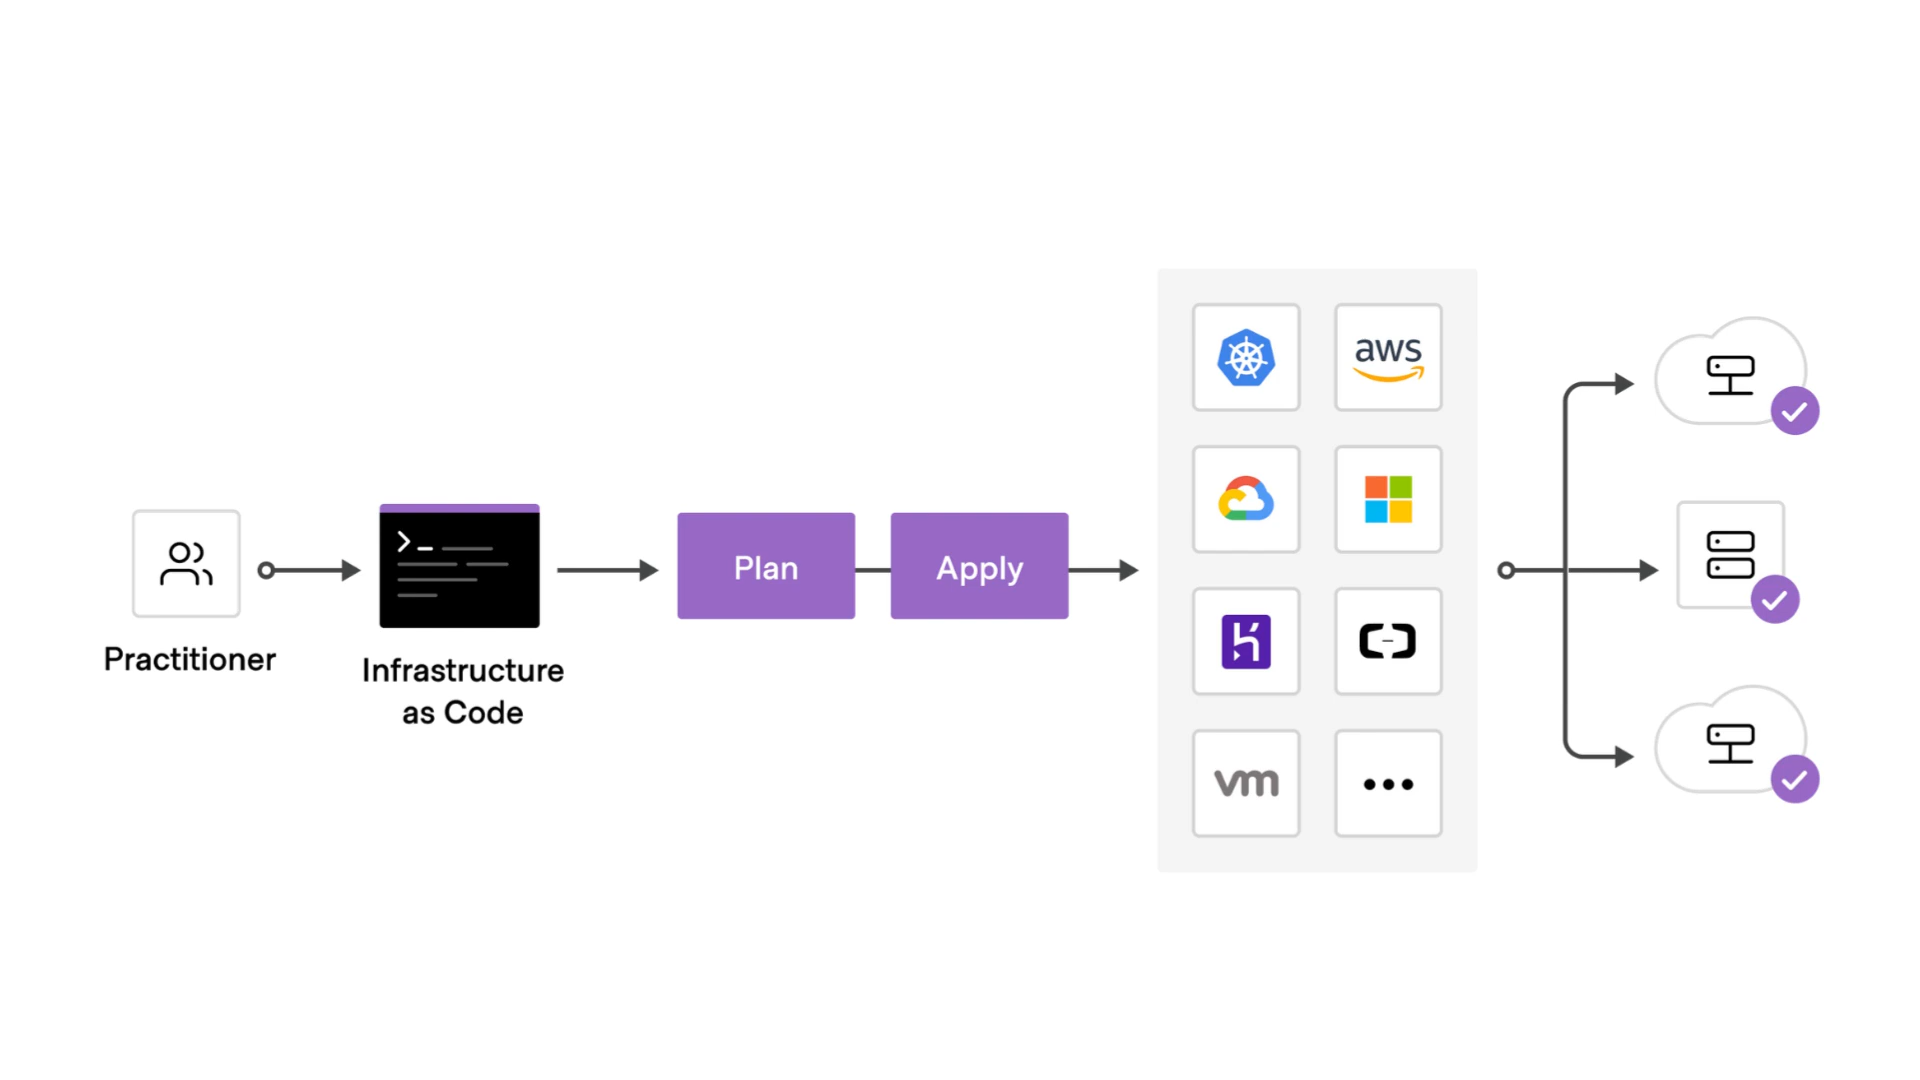 Practitioner
Infrastructure
as Code
Plan
Apply
aws
vm